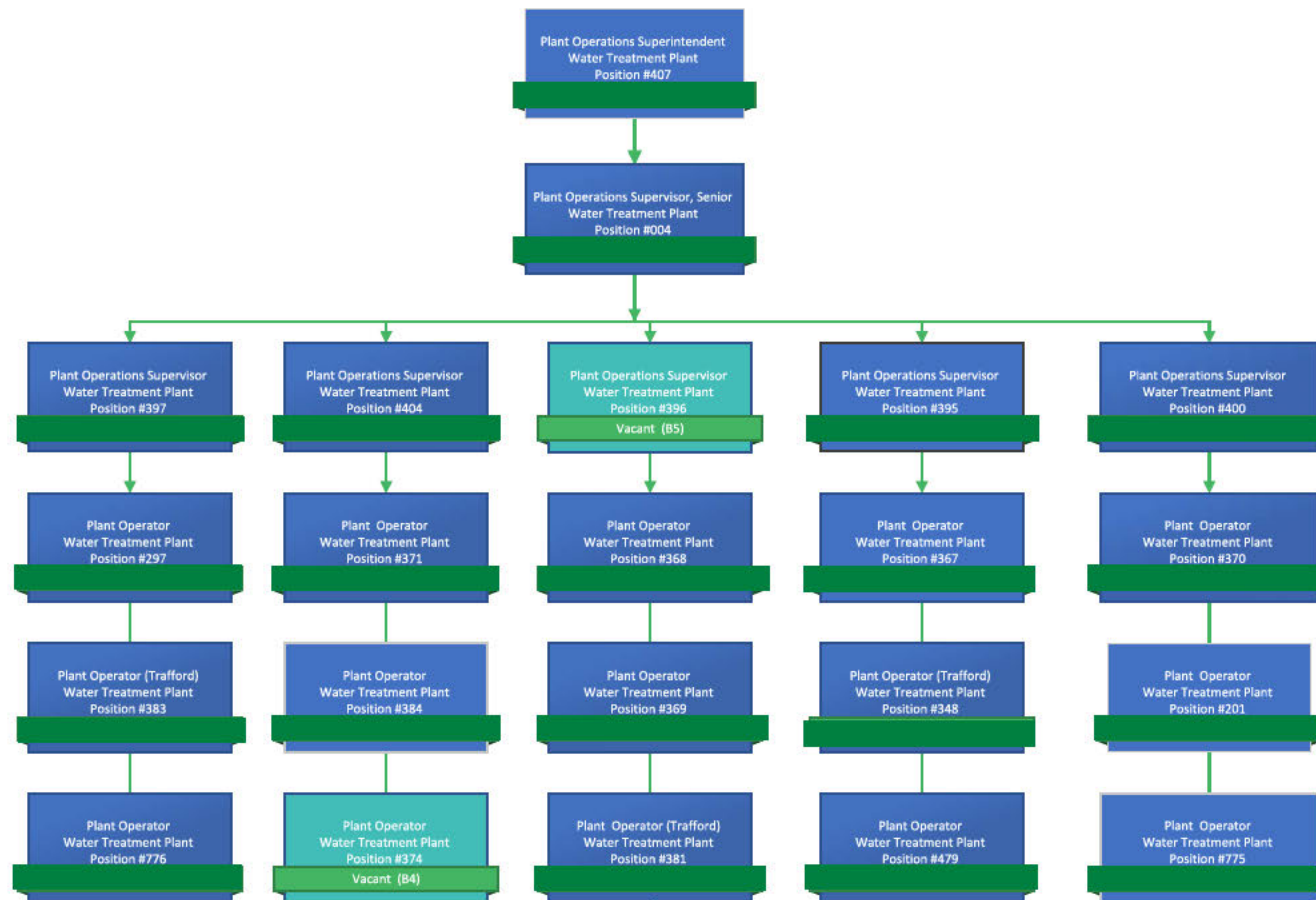 Plant Operations Superintendent
Water Treatment Plant
Position #407
Plant Operations Supervisor, Senior
Water Treatment Plant
Position #004
Plant Operations Supervisor
Water Treatment Plant
Position #397
Plant Operations Supervisor
Water Treatment Plant
Position #404
Plant Operations Supervisor
Water Treatment Plant
Position #396
Vacant (B5)
Plant Operations Supervisor
Water Treatment Plant
Position #395
Plant Operations Supervisor
Water Treatment Plant
Position #400
Plant Operator
Water Treatment Plant
Position #297
Plant Operator
Water Treatment Plant
Position #371
Plant Operator
Water Treatment Plant
Position #368
Plant Operator
Water Treatment Plant
Position #367
Plant Operator
Water Treatment Plant
Position #370
Plant Operator (Trafford)
Water Treatment Plant
Position #383
Plant Operator
Water Treatment Plant
Position #384
Plant Operator
Water Treatment Plant
Position #369
Plant Operator (Trafford)
Water Treatment Plant
Position #348
Plant Operator
Water Treatment Plant
Position #201
Plant Operator
Water Treatment Plant
Position #776
Plant Operator
Water Treatment Plant
Position #374
Vacant (B4)
Plant Operator (Trafford)
Water Treatment Plant
Position #381
Plant Operator
Water Treatment Plant
Position #479
Plant Operator
Water Treatment Plant
Position #775